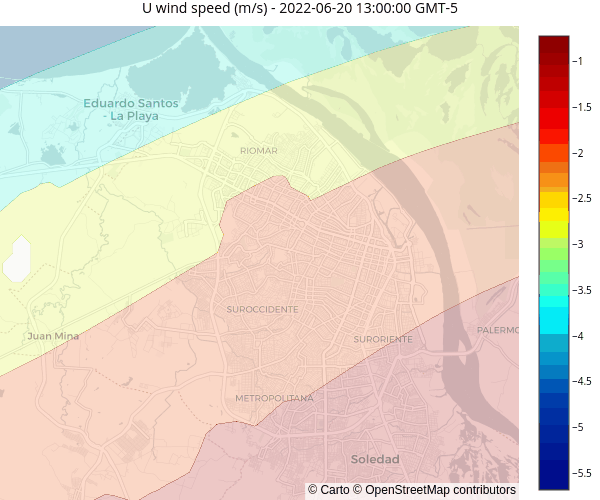 U wind speed (m/s) - 2022-06-20 13:00:00 GMT-5
Eduardo Santos
- La Playa
RIOMAR
Juan Mina
SUROCCIDENTE
SURORIENTE
PALERMO
METROPOLITANA
Soledad
© Carto © OpenStreetMap contributors
−1
−1.5
−2
−2.5
−3
−3.5
−4
−4.5
−5
−5.5